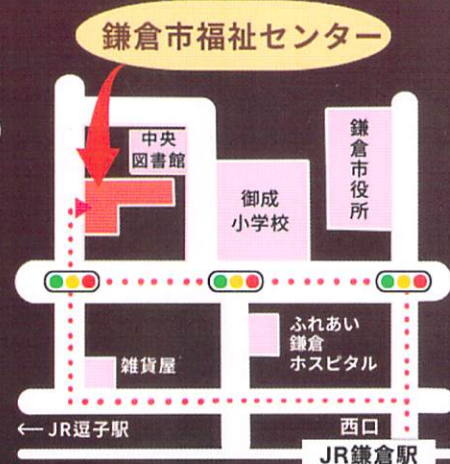 鎌倉市福祉センター
中央
図書館
鎌倉市役所
御成
小学校
ふれあい
鎌倉
ホスピタル
雑貨屋
←JR逗子駅
西口
JR鎌倉駅